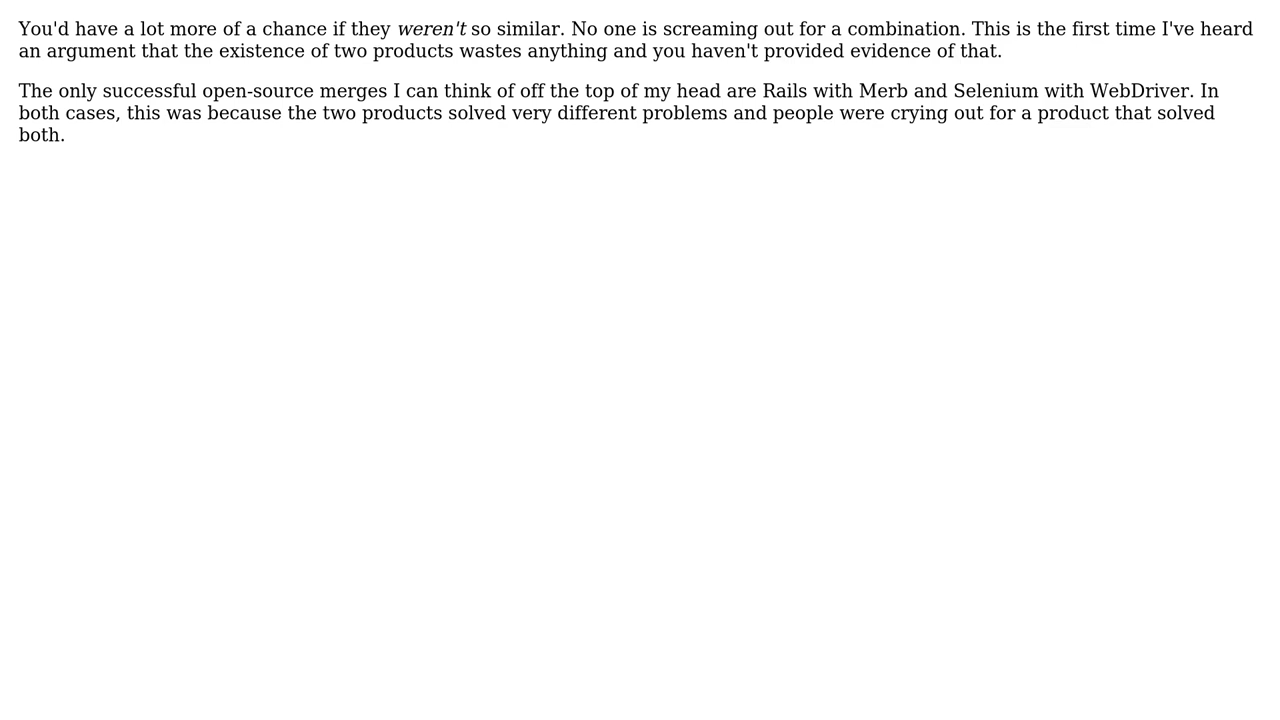 You'd have a lot more of a chance if they weren't so similar. No one is screaming out for a combination. This is the first time I've heard
an argument that the existence of two products wastes anything and you haven't provided evidence of that.
The only successful open-source merges I can think of off the top of my head are Rails with Merb and Selenium with WebDriver. In
both cases, this was because the two products solved very different problems and people were crying out for a product that solved
both.